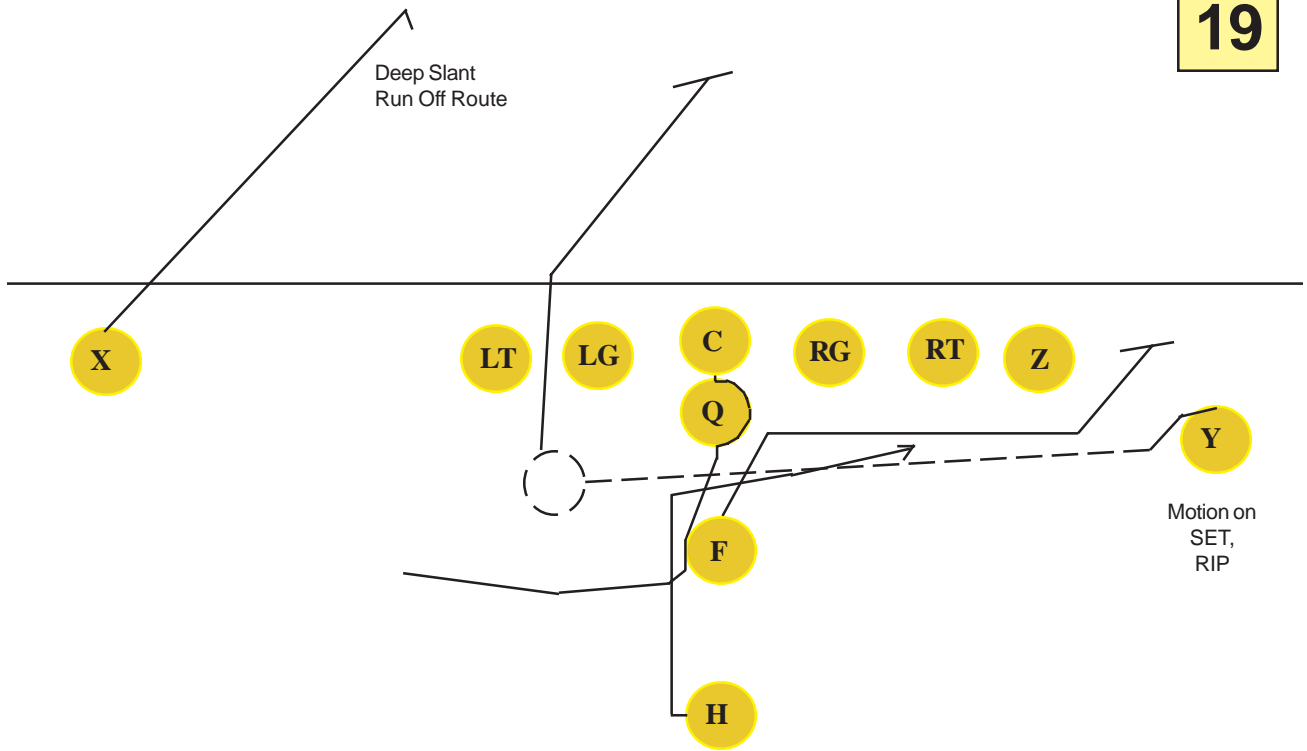 19
Deep Slant
Run Off Route
X
LT
LG
C
RG
RT
Z
Q
Y
Motion on
SET,
RIP
F
H